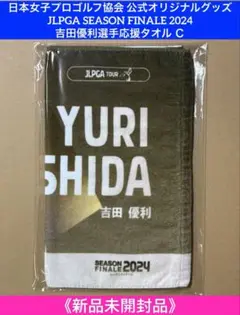 日本女子プロゴルフ協会 公式オリジナルグッズ
JLPGA SEASON FINALE 2024
吉田優利選手応援タオル C
JLPGA TOUR
YURI
SHIDA
吉田 優利
SEASON
FINALE 2024
《新品未開封品》